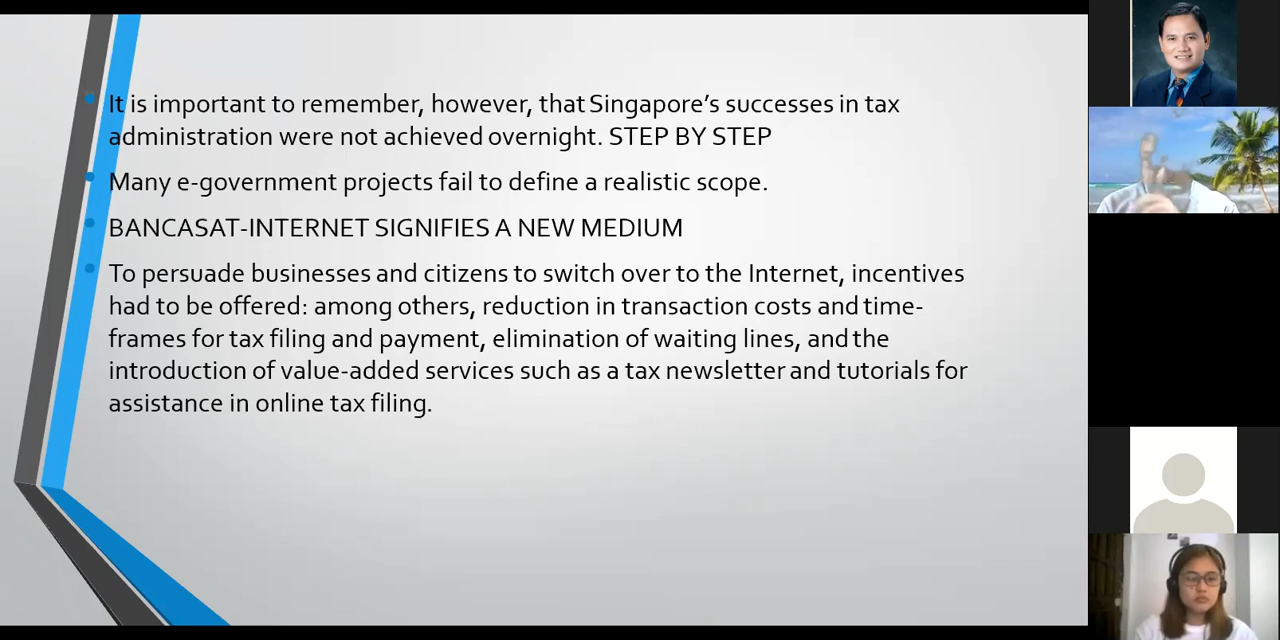 It is important to remember, however, that Singapore's successes in tax
administration were not achieved overnight. STEP BY STEP
Many e-government projects fail to define a realistic scope.
BANCASAT-INTERNET SIGNIFIES A NEW MEDIUM
To persuade businesses and citizens to switch over to the Internet, incentives
had to be offered: among others, reduction in transaction costs and time-
frames for tax filing and payment, elimination of waiting lines, and the
introduction of value-added services such as a tax newsletter and tutorials for
assistance in online tax filing.